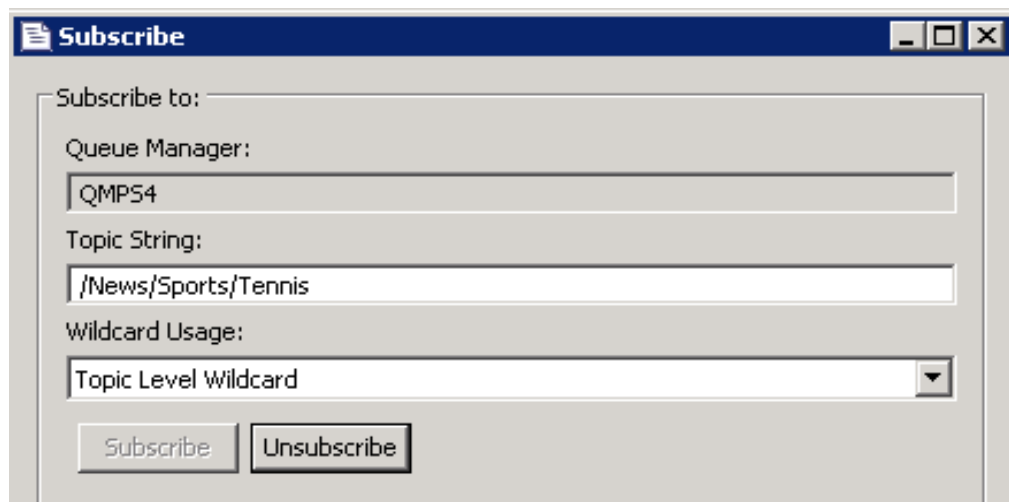 Subscribe
Subscribe to:
Queue Manager:
QMPS4
Topic String:
/News/Sports/Tennis
Wildcard Usage:
Topic Level Wildcard
Subscribe Unsubscribe